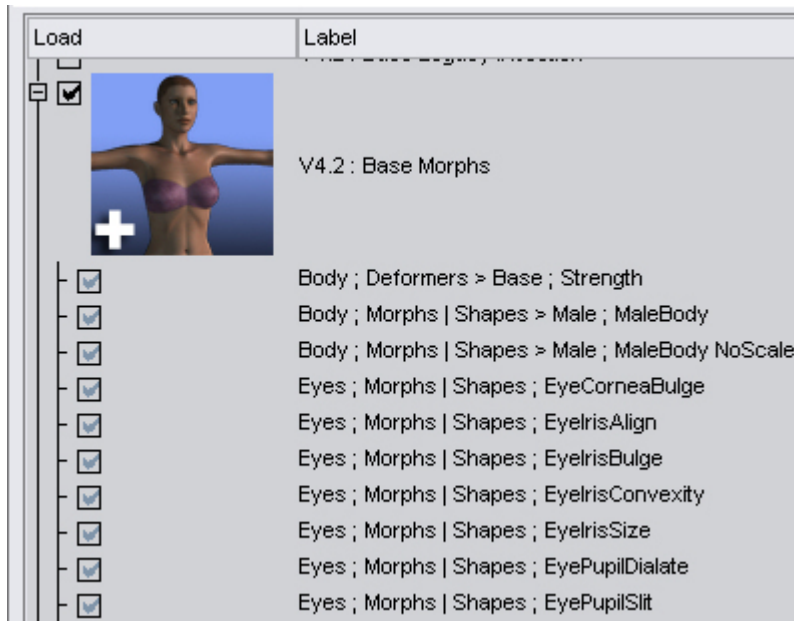 Load Label
V4.2 : Base Morphs
Body ; Deformers > Base ; Strength
Body ; Morphs | Shapes > Male ; MaleBody
Body ; Morphs | Shapes > Male ; MaleBody NoScale
Eyes ; Morphs | Shapes ; EyeCorneaBulge
Eyes ; Morphs | Shapes ; EyeIrisAlign
Eyes ; Morphs | Shapes ; EyeIrisBulge
Eyes ; Morphs | Shapes ; EyeIrisConvexity
Eyes ; Morphs | Shapes ; EyeIrisSize
Eyes ; Morphs | Shapes ; EyePupilDialate
Eyes ; Morphs | Shapes ; EyePupilSlit